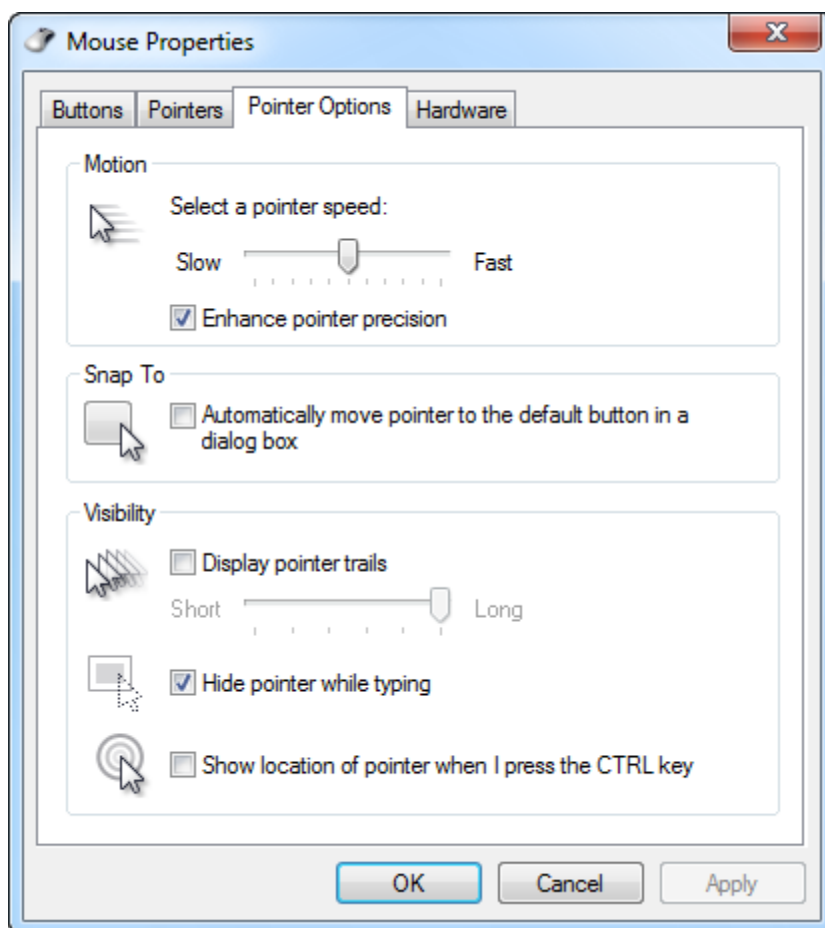 Mouse Properties
Buttons Pointers Pointer Options Hardware
Motion
Select a pointer speed:
Slow Fast
Enhance pointer precision
Snap To
Automatically move pointer to the default button in a
dialog box
Visibility
Display pointer trails
Short Long
Hide pointer while typing
Show location of pointer when I press the CTRL key
OK Cancel Apply